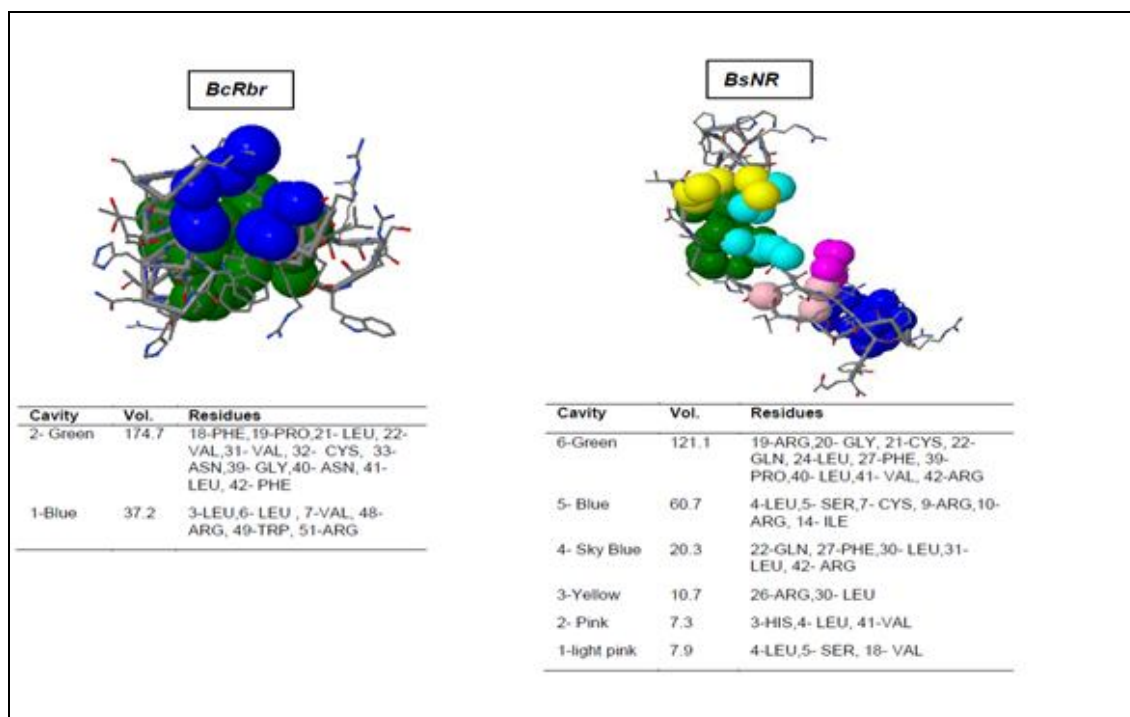 BcRbr
Cavity Vol. Residues
2- Green 174.7 18-PHE,19-PRO,21- LEU, 22-
VAL,31- VAL, 32- CYS, 33-
ASN,39- GLY,40- ASN, 41-
LEU, 42- PHE
1-Blue 37.2 3-LEU,6- LEU , 7-VAL, 48-
ARG, 49-TRP, 51-ARG
BsNR
Cavity Vol. Residues
6-Green 121.1 19-ARG,20- GLY, 21-CYS, 22-
GLN, 24-LEU, 27-PHE, 39-
PRO,40- LEU,41- VAL, 42-ARG
5- Blue 60.7 4-LEU,5- SER,7- CYS, 9-ARG,10-
ARG, 14- ILE
4- Sky Blue 20.3 22-GLN, 27-PHE,30- LEU,31-
LEU, 42- ARG
3-Yellow 10.7 26-ARG,30- LEU
2- Pink 7.3 3-HIS,4- LEU, 41-VAL
1-light pink 7.9 4-LEU,5- SER, 18- VAL